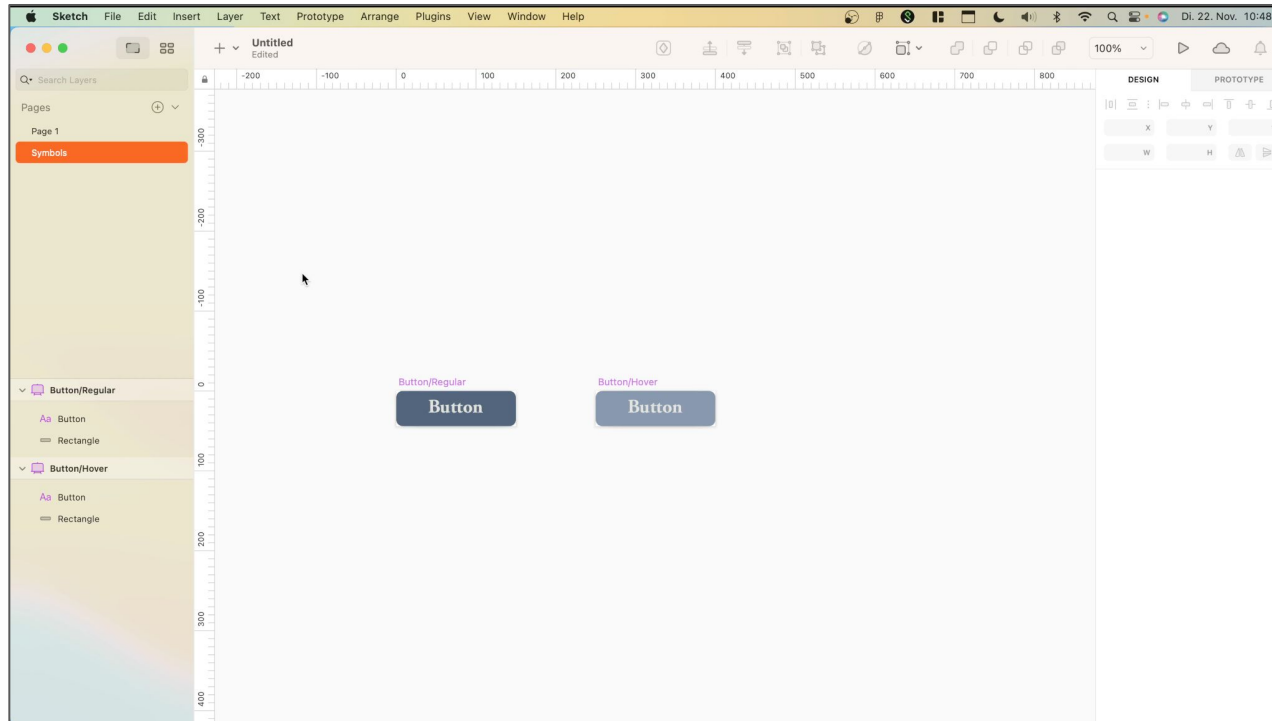 Sketch File Edit Insert Layer Text Prototype Arrange Plugins View Window Help Di. 22. Nov. 10:48
Untitled
Edited
100%
Search Layers
-200 -100 0 100 200 300 400 500 600 700 800
DESIGN PROTOTYPE
Pages
Page 1
X Y
Symbols
W H
-300
-200
-100
0
100
200
300
400
Button/Regular
Aa Button
Rectangle
Button/Hover
Aa Button
Rectangle
Button/Regular Button/Hover
Button Button